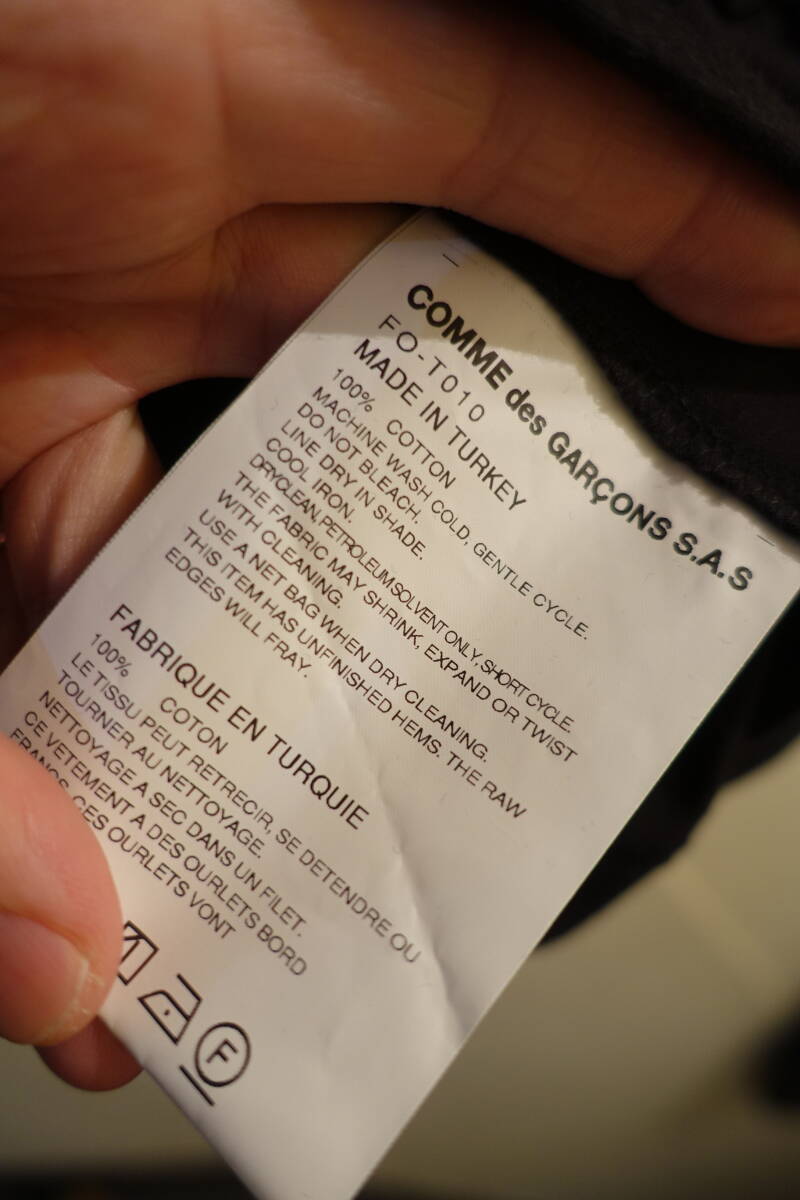 COMME des GARÇONS S.A.S
FO-T010
MADE IN TURKEY
100% COTTON
MACHINE WASH COLD, GENTLE CYCLE.
DO NOT BLEACH.
LINE DRY IN SHADE.
COOL IRON.
DRYCLEAN, PETROLEUM SOLVENT ONLY, SHORT CYCLE.
THE FABRIC MAY SHRINK, EXPAND OR TWIST
WITH CLEANING.
USE A NET BAG WHEN DRY CLEANING.
THIS ITEM HAS UNFINISHED HEMS. THE RAW
EDGES WILL FRAY.
FABRIQUE EN TURQUIE
100% COTON
LE TISSU PEUT RETRECIR, SE DETENDRE OU
TOURNER AU NETTOYAGE.
NETTOYAGE A SEC DANS UN FILET.
CE VETEMENT A DES OURLETS BORD
FRANCS. CES OURLETS VONT
F